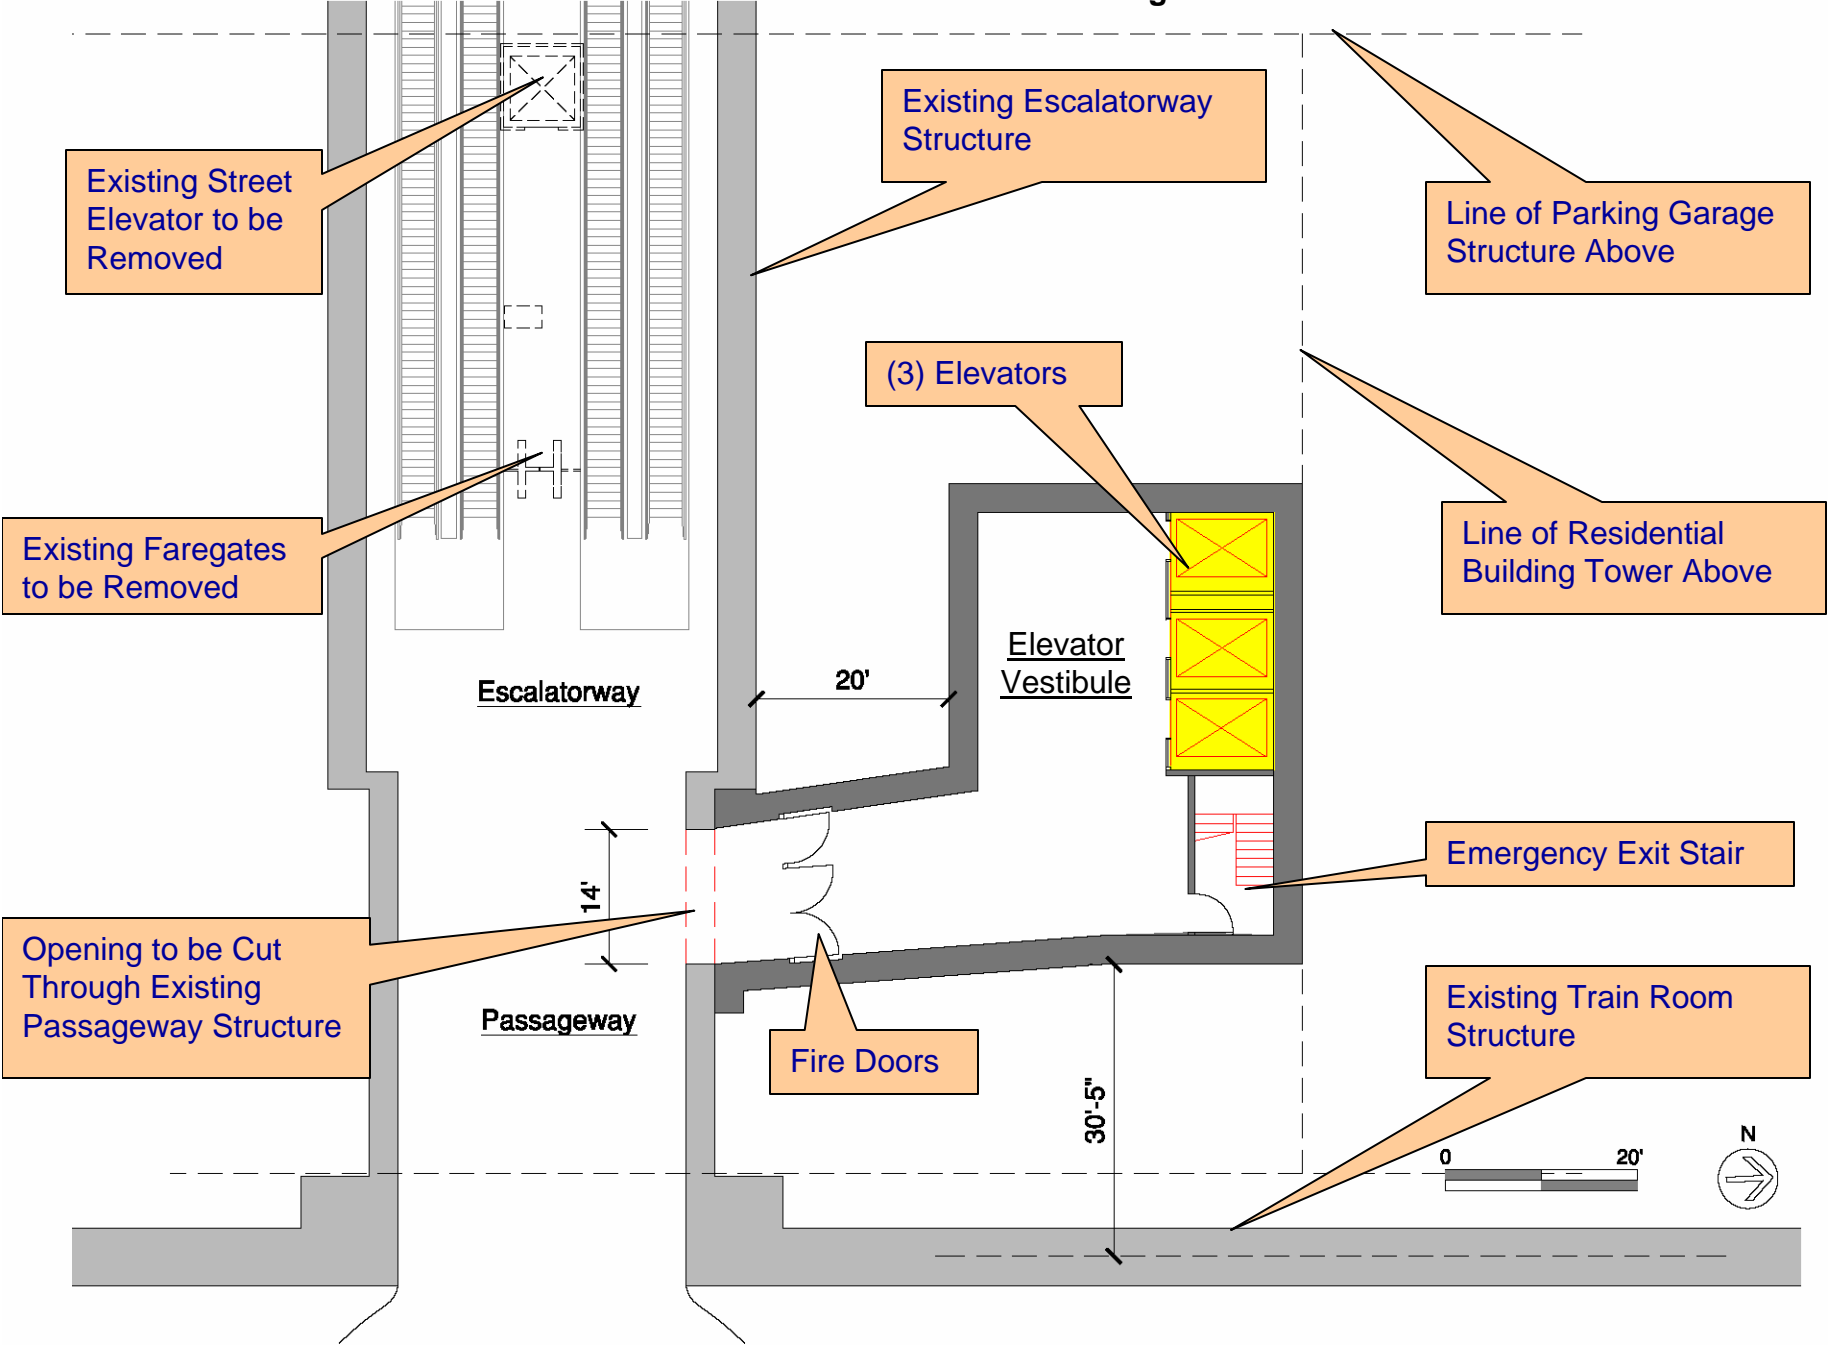 Existing Escalatorway
Structure
Existing Street
Elevator to be
Removed
Line of Parking Garage
Structure Above
(3) Elevators
Existing Faregates
to be Removed
Line of Residential
Building Tower Above
Elevator
Vestibule
Escalatorway
20'
14'
Emergency Exit Stair
Opening to be Cut
Through Existing
Passageway Structure
Passageway
Fire Doors
30'-5"
Existing Train Room
Structure
0
20'
N